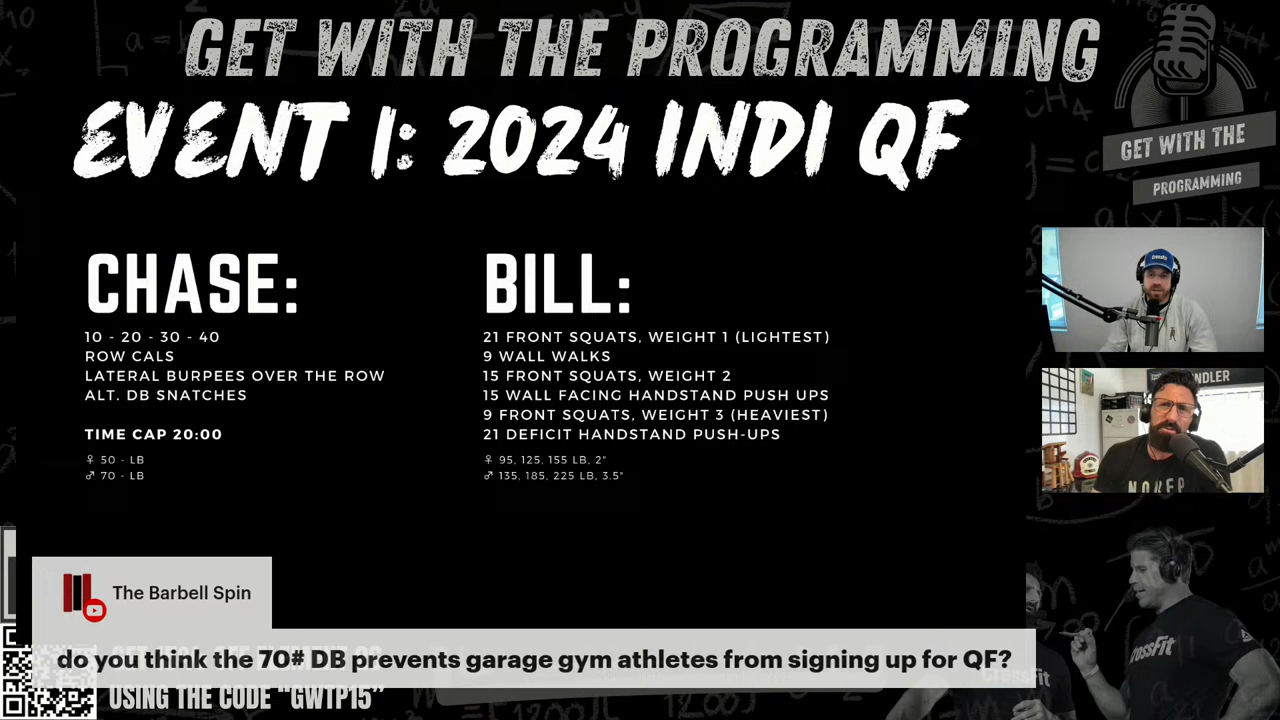 GET WITH THE PROGRAMMING
EVENT 1: 2024 INDI QF
GET WITH THE
PROGRAMMING
CHASE:
10 - 20 - 30 - 40
ROW CALS
LATERAL BURPEES OVER THE ROW
ALT. DB SNATCHES
TIME CAP 20:00
♀ 50 - LB
♂ 70 - LB
BILL:
21 FRONT SQUATS, WEIGHT 1 (LIGHTEST)
9 WALL WALKS
15 FRONT SQUATS, WEIGHT 2
15 WALL FACING HANDSTAND PUSH UPS
9 FRONT SQUATS, WEIGHT 3 (HEAVIEST)
21 DEFICIT HANDSTAND PUSH-UPS
♀ 95, 125, 155 LB, 2"
♂ 135, 185, 225 LB, 3.5"
CrossFit
NDLER
NOREP
The Barbell Spin
do you think the 70# DB prevents garage gym athletes from signing up for QF?
USING THE CODE "GWTP15"
CrossFit
CrossFit